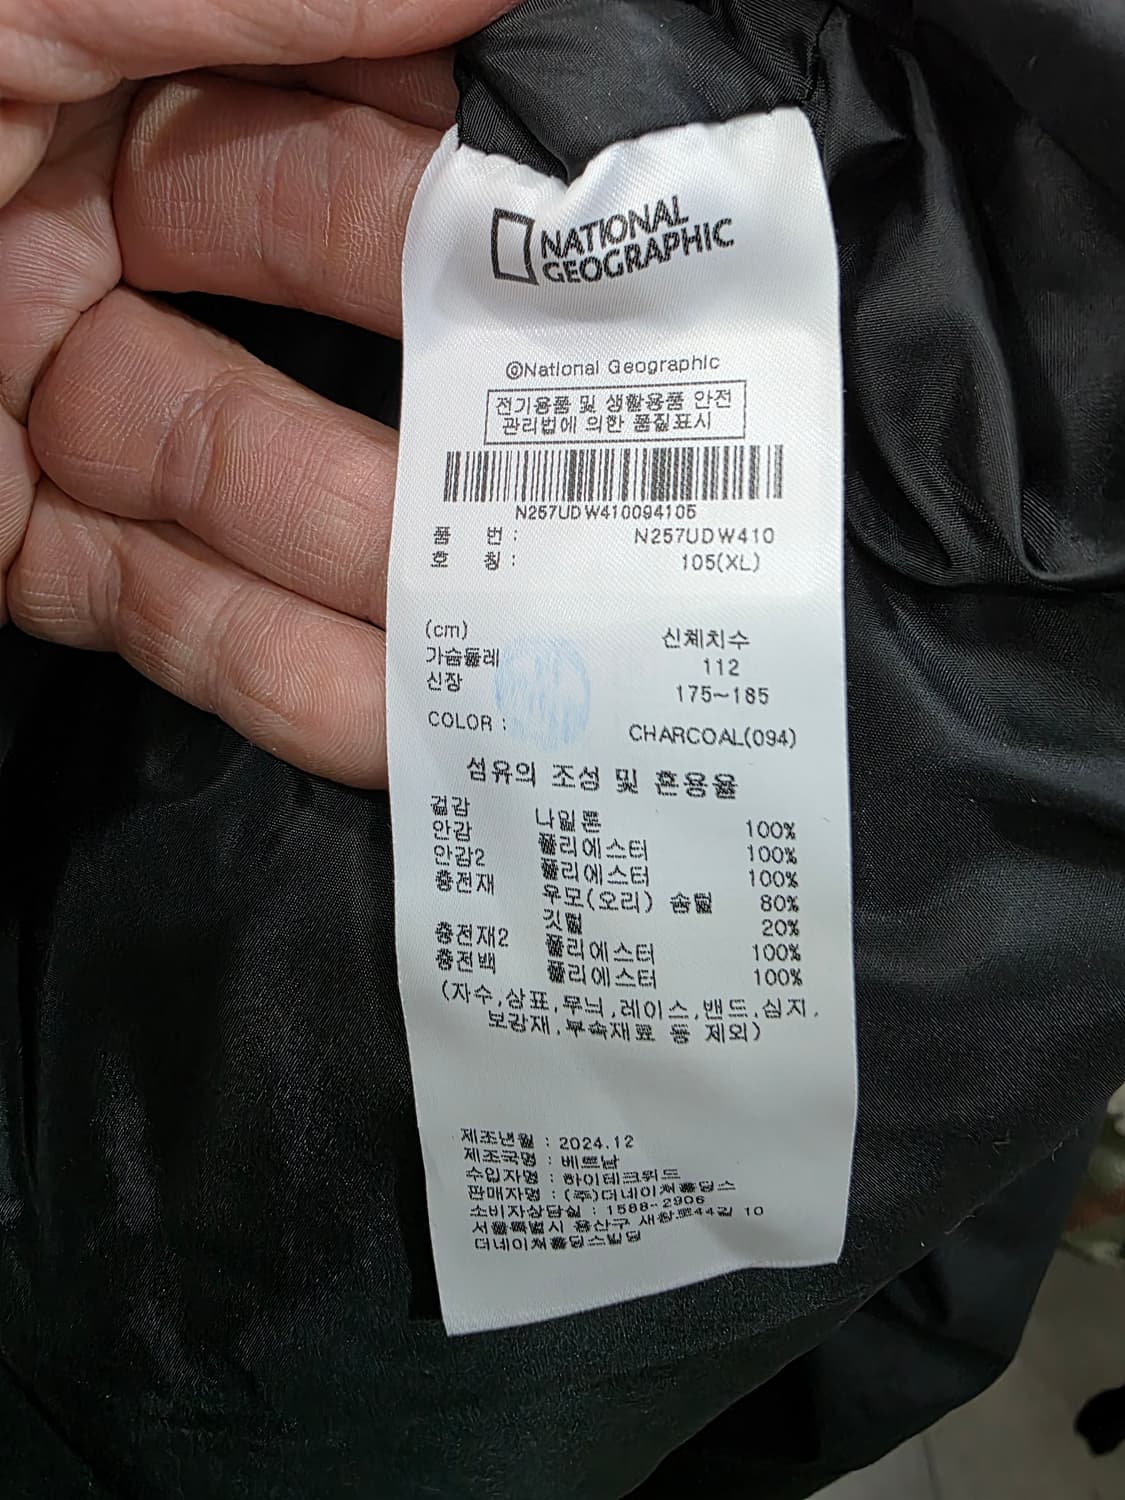 NATIONAL
GEOGRAPHIC
©National Geographic
전기용품 및 생활용품 안전
관리법에 의한 품질표시
N257UDW410094105
품 번 : N257UDW410
호 칭 : 105(XL)
(cm) 신체치수
가슴둘레 112
신장 175~185
COLOR : CHARCOAL(094)
섬유의 조성 및 혼용율
겉감 나일론 100%
안감 폴리에스터 100%
안감2 폴리에스터 100%
충전재 우모(오리) 솜털 80%
깃털 20%
충전재2 폴리에스터 100%
충전백 폴리에스터 100%
(자수,상표,무늬,레이스,밴드,심지,
보강재,부속재료 등 제외)
제조년월 : 2024.12
제조국명 : 베트남
수입자명 : 하이테크월드
판매자명 : (주)더네이쳐홀딩스
소비자상담실 : 1588-2906
서울특별시 용산구 새창로44길 10
더네이쳐홀딩스빌딩